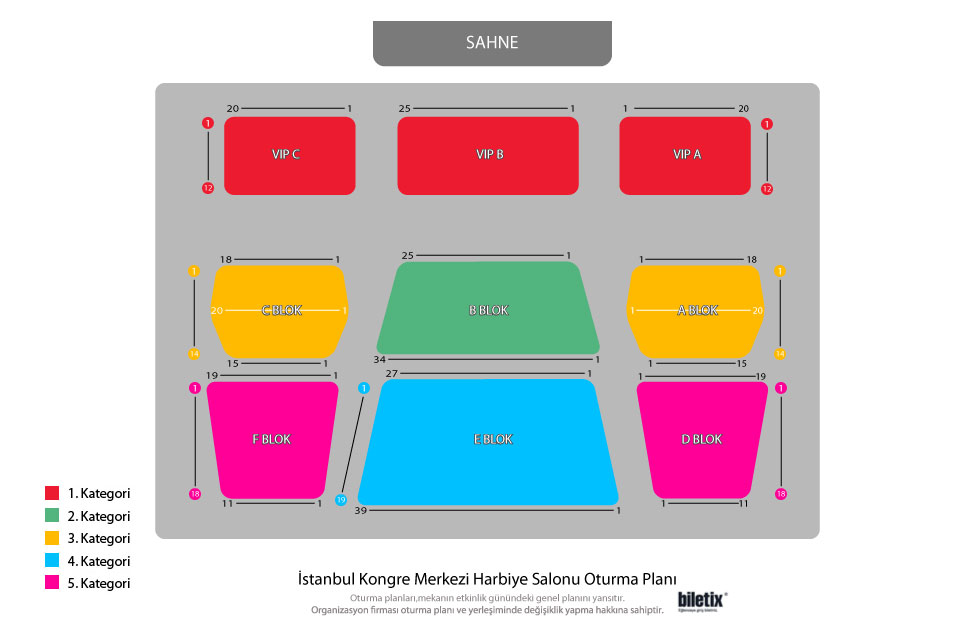 SAHNE
20 1 25 1 1 20
1 1
VIP C VIP B VIP A
12 12
18 1 25 1 1 18
1 1
20 C BLOK 1 B BLOK 1 A BLOK 20
14 14
15 1 34 1 1 15
19 1 27 1 1 19
1 1 1
F BLOK E BLOK D BLOK
18 19 18
11 1 39 1 1 11
1. Kategori
2. Kategori
3. Kategori
4. Kategori
5. Kategori
İstanbul Kongre Merkezi Harbiye Salonu Oturma Planı
Oturma planları,mekanın etkinlik günündeki genel planını yansıtır.
Organizasyon firması oturma planı ve yerleşiminde değişiklik yapma hakkına sahiptir.
biletix